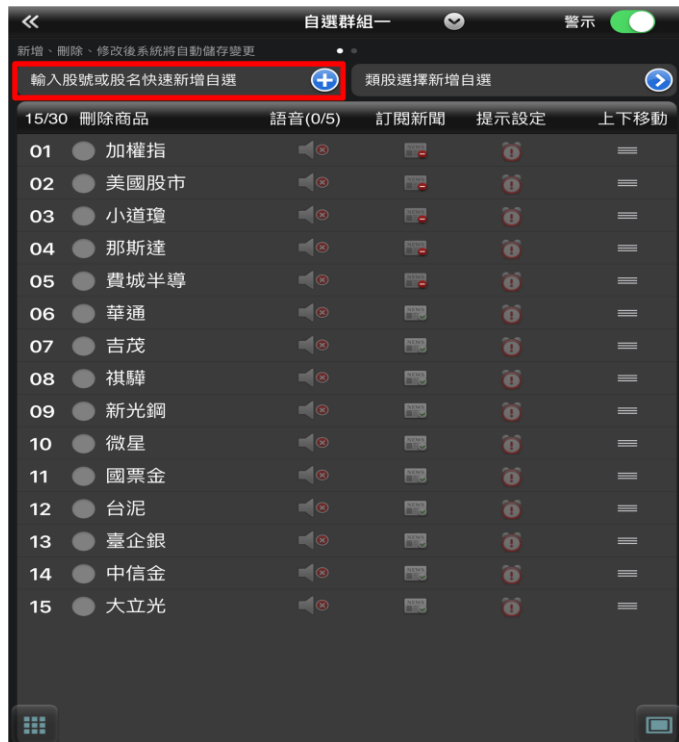 自選群組一 警示
新增、刪除、修改後系統將自動儲存變更
輸入股號或股名快速新增自選 類股選擇新增自選
15/30 刪除商品 語音(0/5) 訂閱新聞 提示設定 上下移動
01 加權指
02 美國股市
03 小道瓊
04 那斯達
05 費城半導
06 華通
07 吉茂
08 祺驊
09 新光鋼
10 微星
11 國票金
12 台泥
13 臺企銀
14 中信金
15 大立光